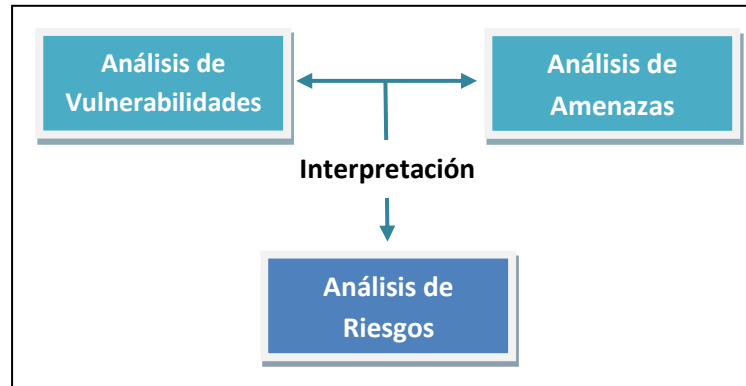 Análisis de
Vulnerabilidades
Análisis de
Amenazas
Interpretación
Análisis de
Riesgos